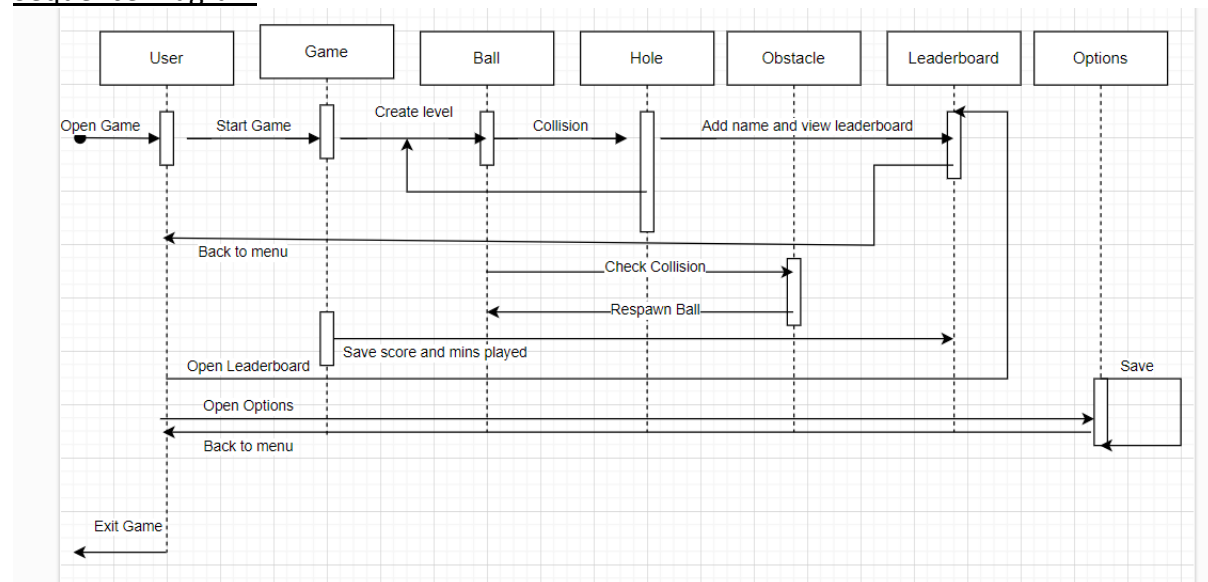 Sequence Diagram
User
Game
Ball
Hole
Obstacle
Leaderboard
Options
Open Game
Start Game
Create level
Collision
Add name and view leaderboard
Back to menu
Check Collision
Respawn Ball
Save score and mins played
Open Leaderboard
Save
Open Options
Back to menu
Exit Game